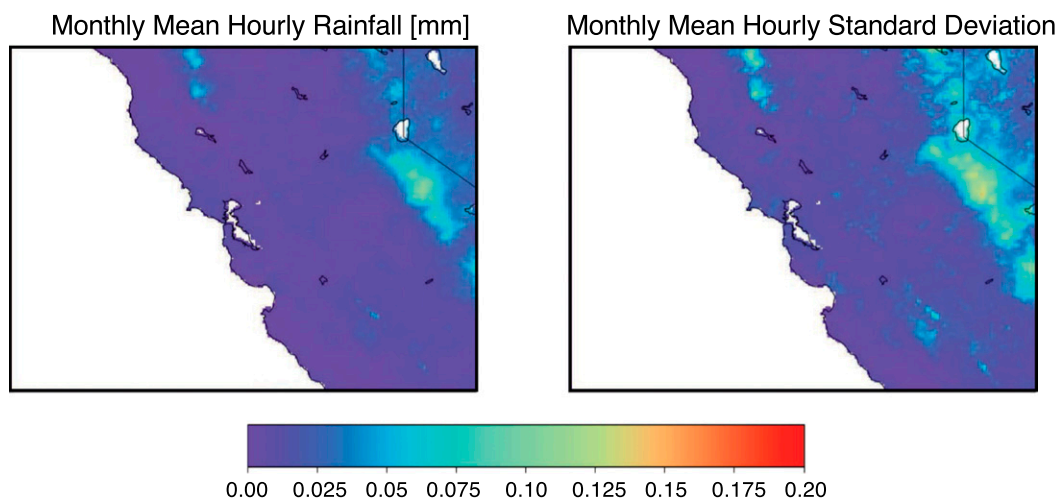 Monthly Mean Hourly Rainfall [mm]
Monthly Mean Hourly Standard Deviation
0.00 0.025 0.05 0.075 0.10 0.125 0.15 0.175 0.20